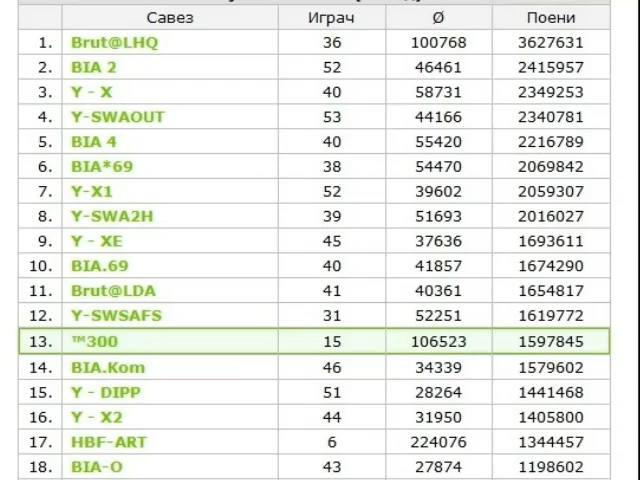 Савез Играч Ø Поени
1. Brut@LHQ 36 100768 3627631
2. BIA 2 52 46461 2415957
3. Y - X 40 58731 2349253
4. Y-SWAOUT 53 44166 2340781
5. BIA 4 40 55420 2216789
6. BIA*69 38 54470 2069842
7. Y-X1 52 39602 2059307
8. Y-SWA2H 39 51693 2016027
9. Y - XE 45 37636 1693611
10. BIA.69 40 41857 1674290
11. Brut@LDA 41 40361 1654817
12. Y-SWSAFS 31 52251 1619772
13. ™300 15 106523 1597845
14. BIA.Kom 46 34339 1579602
15. Y - DIPP 51 28264 1441468
16. Y - X2 44 31950 1405800
17. HBF-ART 6 224076 1344457
18. BIA-O 43 27874 1198602